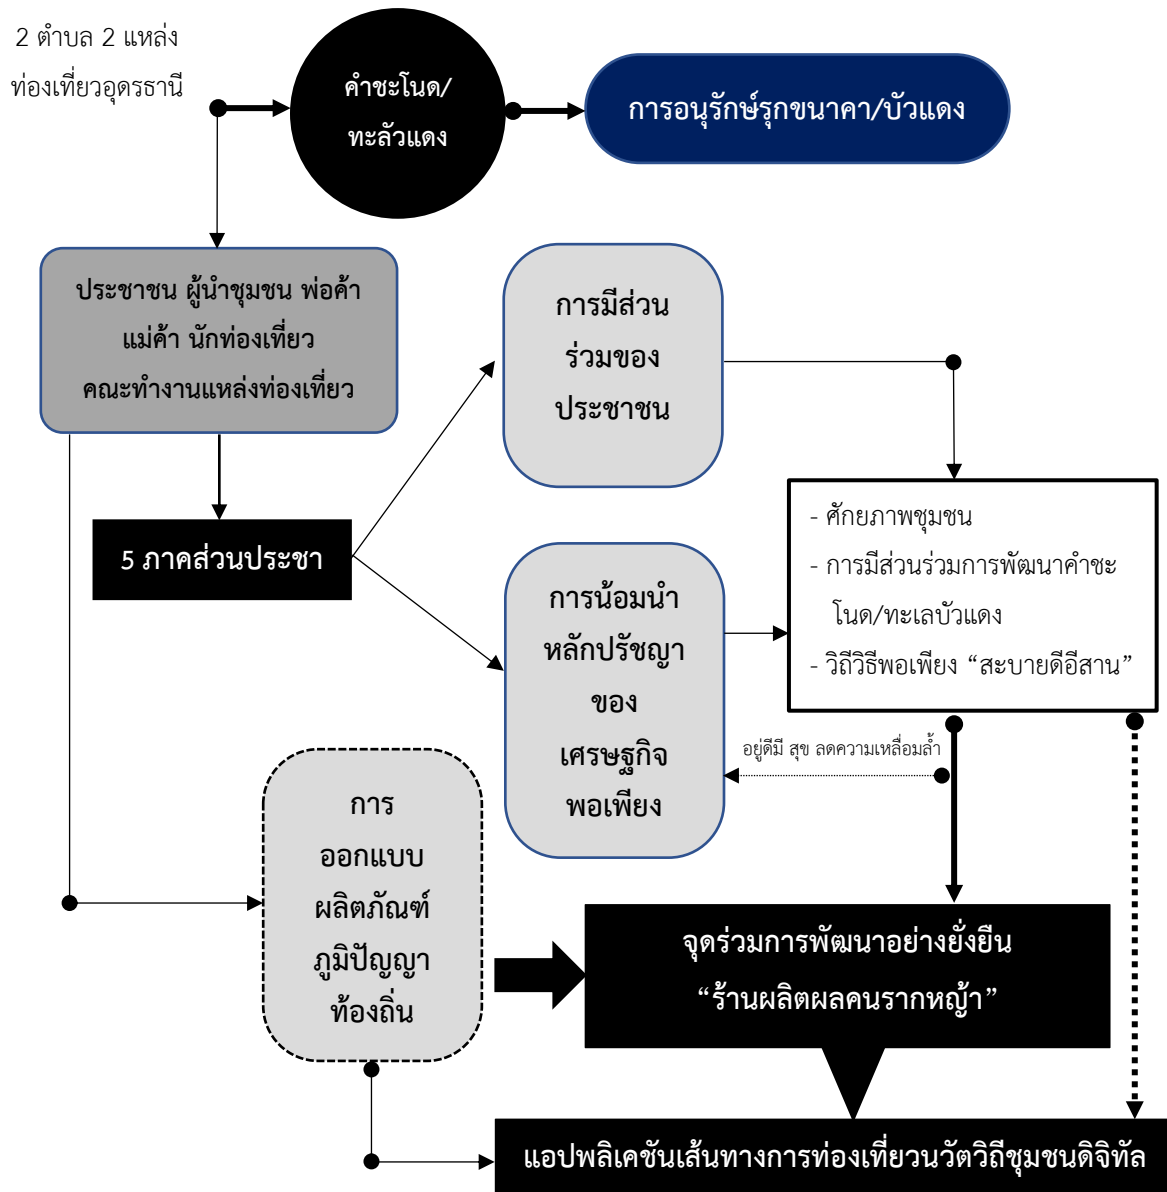 2 ตำบล 2 แหล่ง
ท่องเที่ยวอุดรธานี
คำชะโนด/
ทะลัวแดง
การอนุรักษ์รุกขนาคา/บัวแดง
ประชาชน ผู้นำชุมชน พ่อค้า
แม่ค้า นักท่องเที่ยว
คณะทำงานแหล่งท่องเที่ยว
การมีส่วน
ร่วมของ
ประชาชน
5 ภาคส่วนประชา
- ศักยภาพชุมชน
- การมีส่วนร่วมการพัฒนาคำชะ
โนด/ทะเลบัวแดง
- วิถีวิธีพอเพียง “สะบายดีอีสาน”
การน้อมนำ
หลักปรัชญา
ของ
เศรษฐกิจ
พอเพียง
อยู่ดีมี สุข ลดความเหลื่อมล้ำ
การ
ออกแบบ
ผลิตภัณฑ์
ภูมิปัญญา
ท้องถิ่น
จุดร่วมการพัฒนาอย่างยั่งยืน
“ร้านผลิตผลคนรากหญ้า”
แอปพลิเคชันเส้นทางการท่องเที่ยวนวัตวิถีชุมชนดิจิทัล